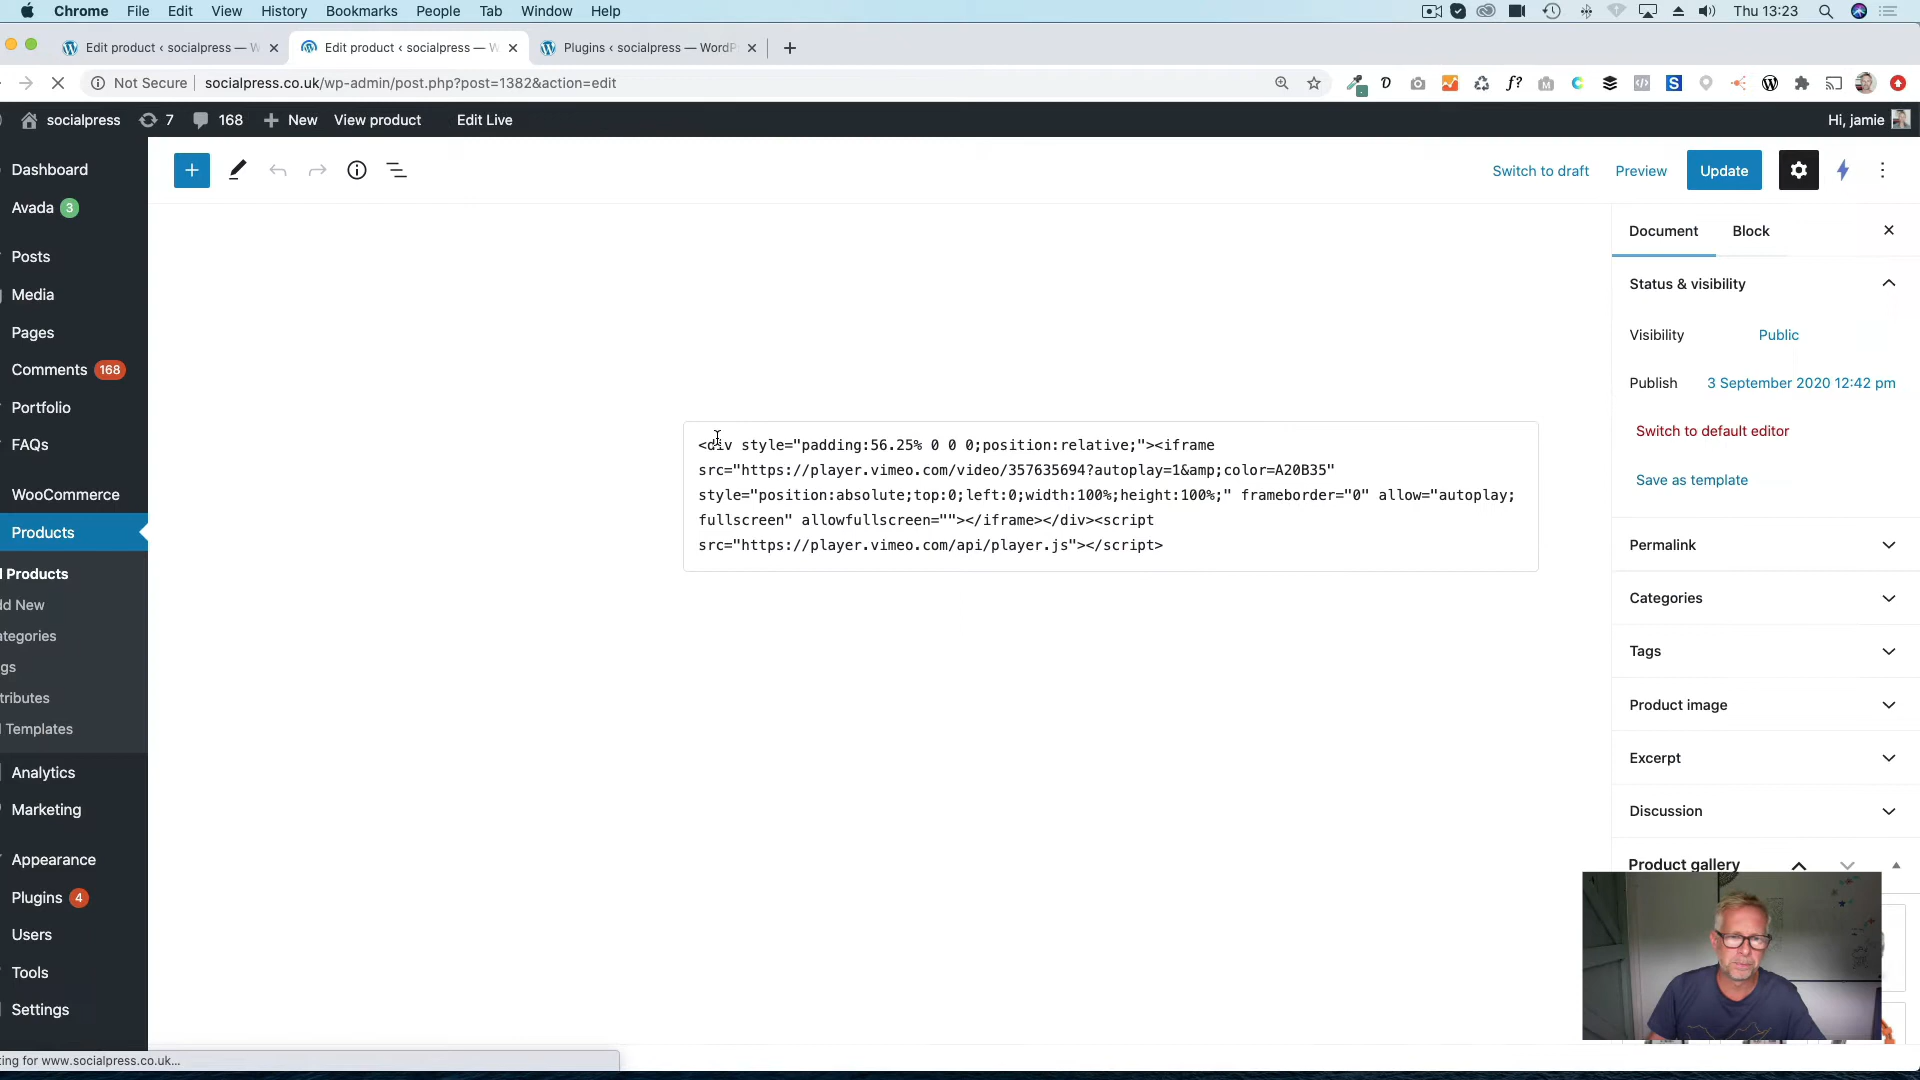 Chrome File Edit View History Bookmarks People Tab Window Help Thu 13:23
Edit product ‹ socialpress — W Edit product ‹ socialpress — W Plugins ‹ socialpress — WordP
Not Secure socialpress.co.uk/wp-admin/post.php?post=1382&action=edit
socialpress 7 168 New View product Edit Live Hi, jamie
Dashboard
Avada 3
Posts
Media
Pages
Comments 168
Portfolio
FAQs
WooCommerce
Products
l Products
dd New
ategories
gs
tributes
l Templates
Analytics
Marketing
Appearance
Plugins 4
Users
Tools
Settings
Switch to draft Preview Update
<div style="padding:56.25% 0 0 0;position:relative;"><iframe
src="https://player.vimeo.com/video/357635694?autoplay=1&amp;color=A20B35"
style="position:absolute;top:0;left:0;width:100%;height:100%;" frameborder="0" allow="autoplay;
fullscreen" allowfullscreen=""></iframe></div><script
src="https://player.vimeo.com/api/player.js"></script>
Document Block
Status & visibility
Visibility Public
Publish 3 September 2020 12:42 pm
Switch to default editor
Save as template
Permalink
Categories
Tags
Product image
Excerpt
Discussion
Product gallery
ting for www.socialpress.co.uk...